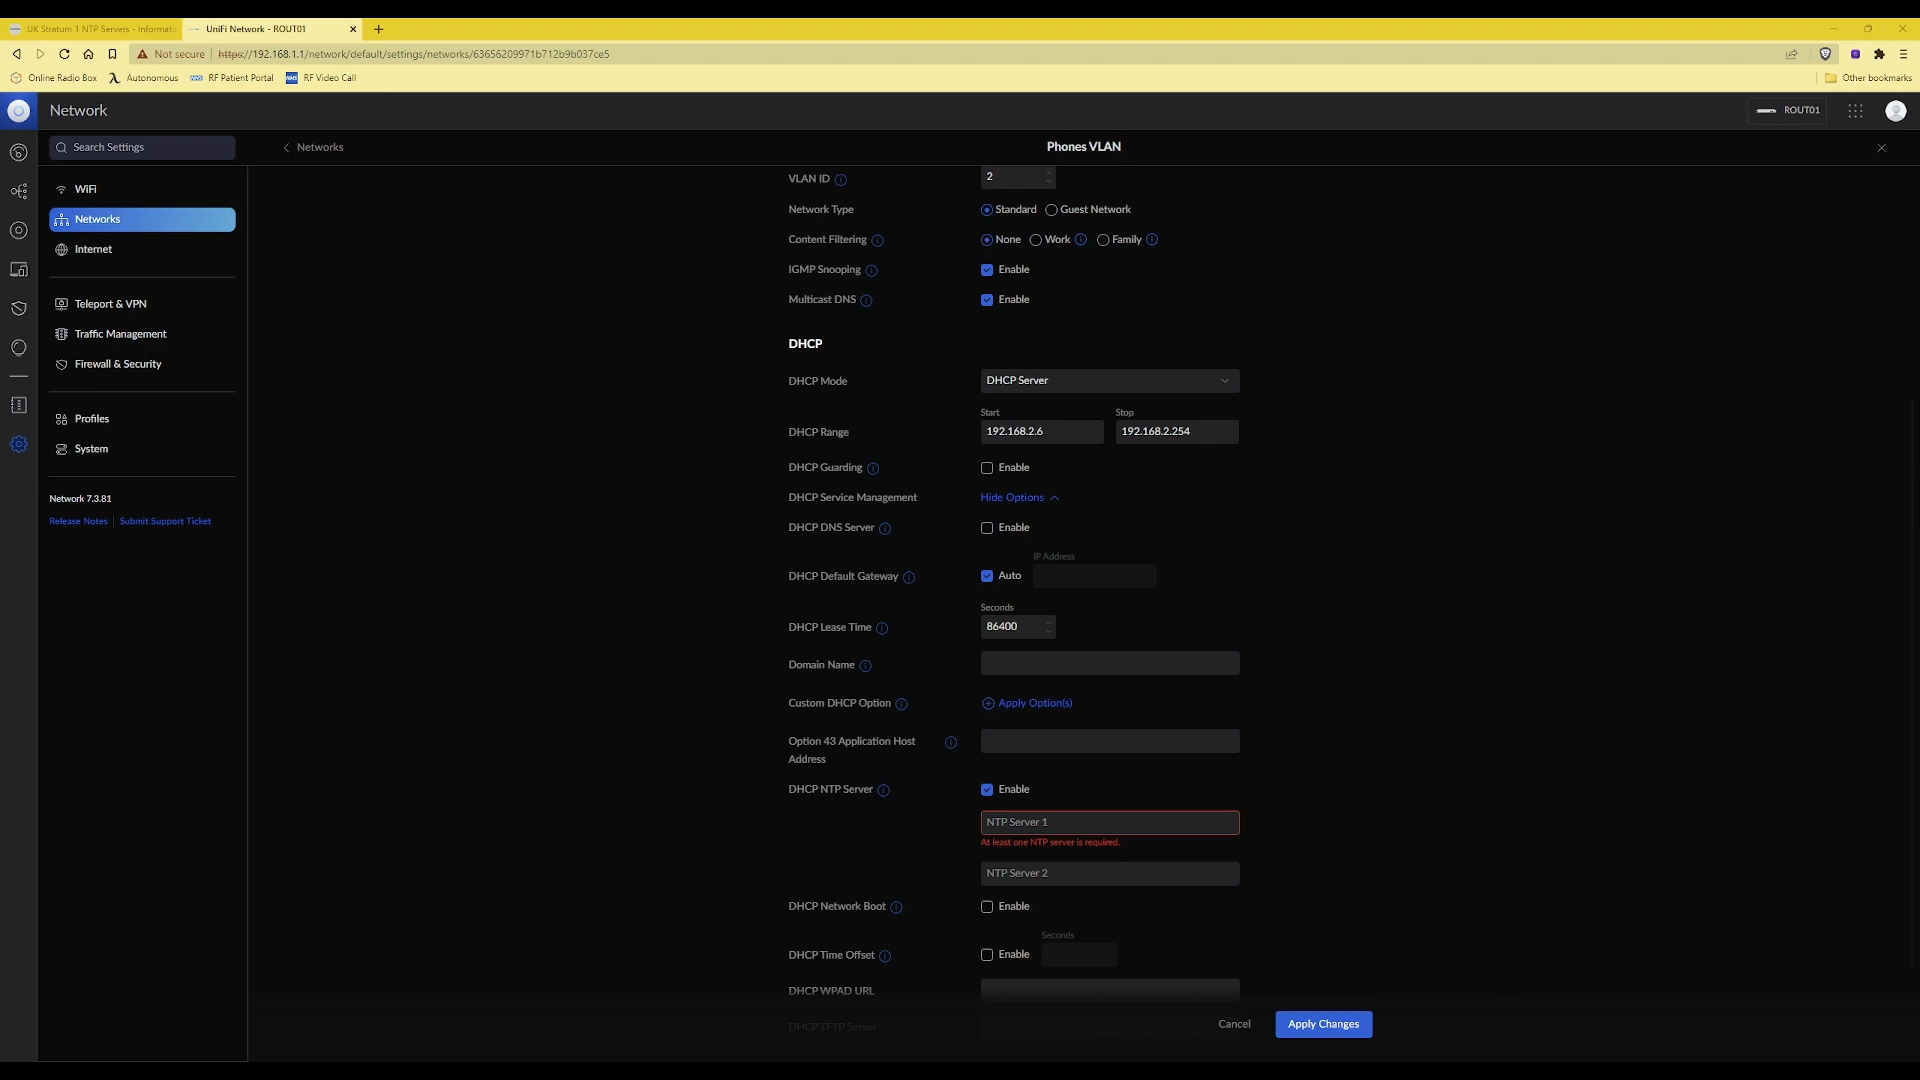 UK Stratum 1 NTP Servers - Informati
UniFi Network - ROUT01
Not secure
https://192.168.1.1/network/default/settings/networks/63656209971b712b9b037ce5
Online Radio Box
Autonomous
NHS
RF Patient Portal
NHS
RF Video Call
Other bookmarks
Network
ROUT01
Search Settings
Networks
Phones VLAN
WiFi
Networks
Internet
Teleport & VPN
Traffic Management
Firewall & Security
Profiles
System
Network 7.3.81
Release Notes
Submit Support Ticket
VLAN ID
2
Network Type
Standard
Guest Network
Content Filtering
None
Work
Family
IGMP Snooping
Enable
Multicast DNS
Enable
DHCP
DHCP Mode
DHCP Server
Start
Stop
DHCP Range
192.168.2.6
192.168.2.254
DHCP Guarding
Enable
DHCP Service Management
Hide Options
DHCP DNS Server
Enable
IP Address
DHCP Default Gateway
Auto
Seconds
DHCP Lease Time
86400
Domain Name
Custom DHCP Option
Apply Option(s)
Option 43 Application Host
Address
DHCP NTP Server
Enable
NTP Server 1
At least one NTP server is required.
NTP Server 2
DHCP Network Boot
Enable
Seconds
DHCP Time Offset
Enable
DHCP WPAD URL
DHCP TFTP Server
Cancel
Apply Changes